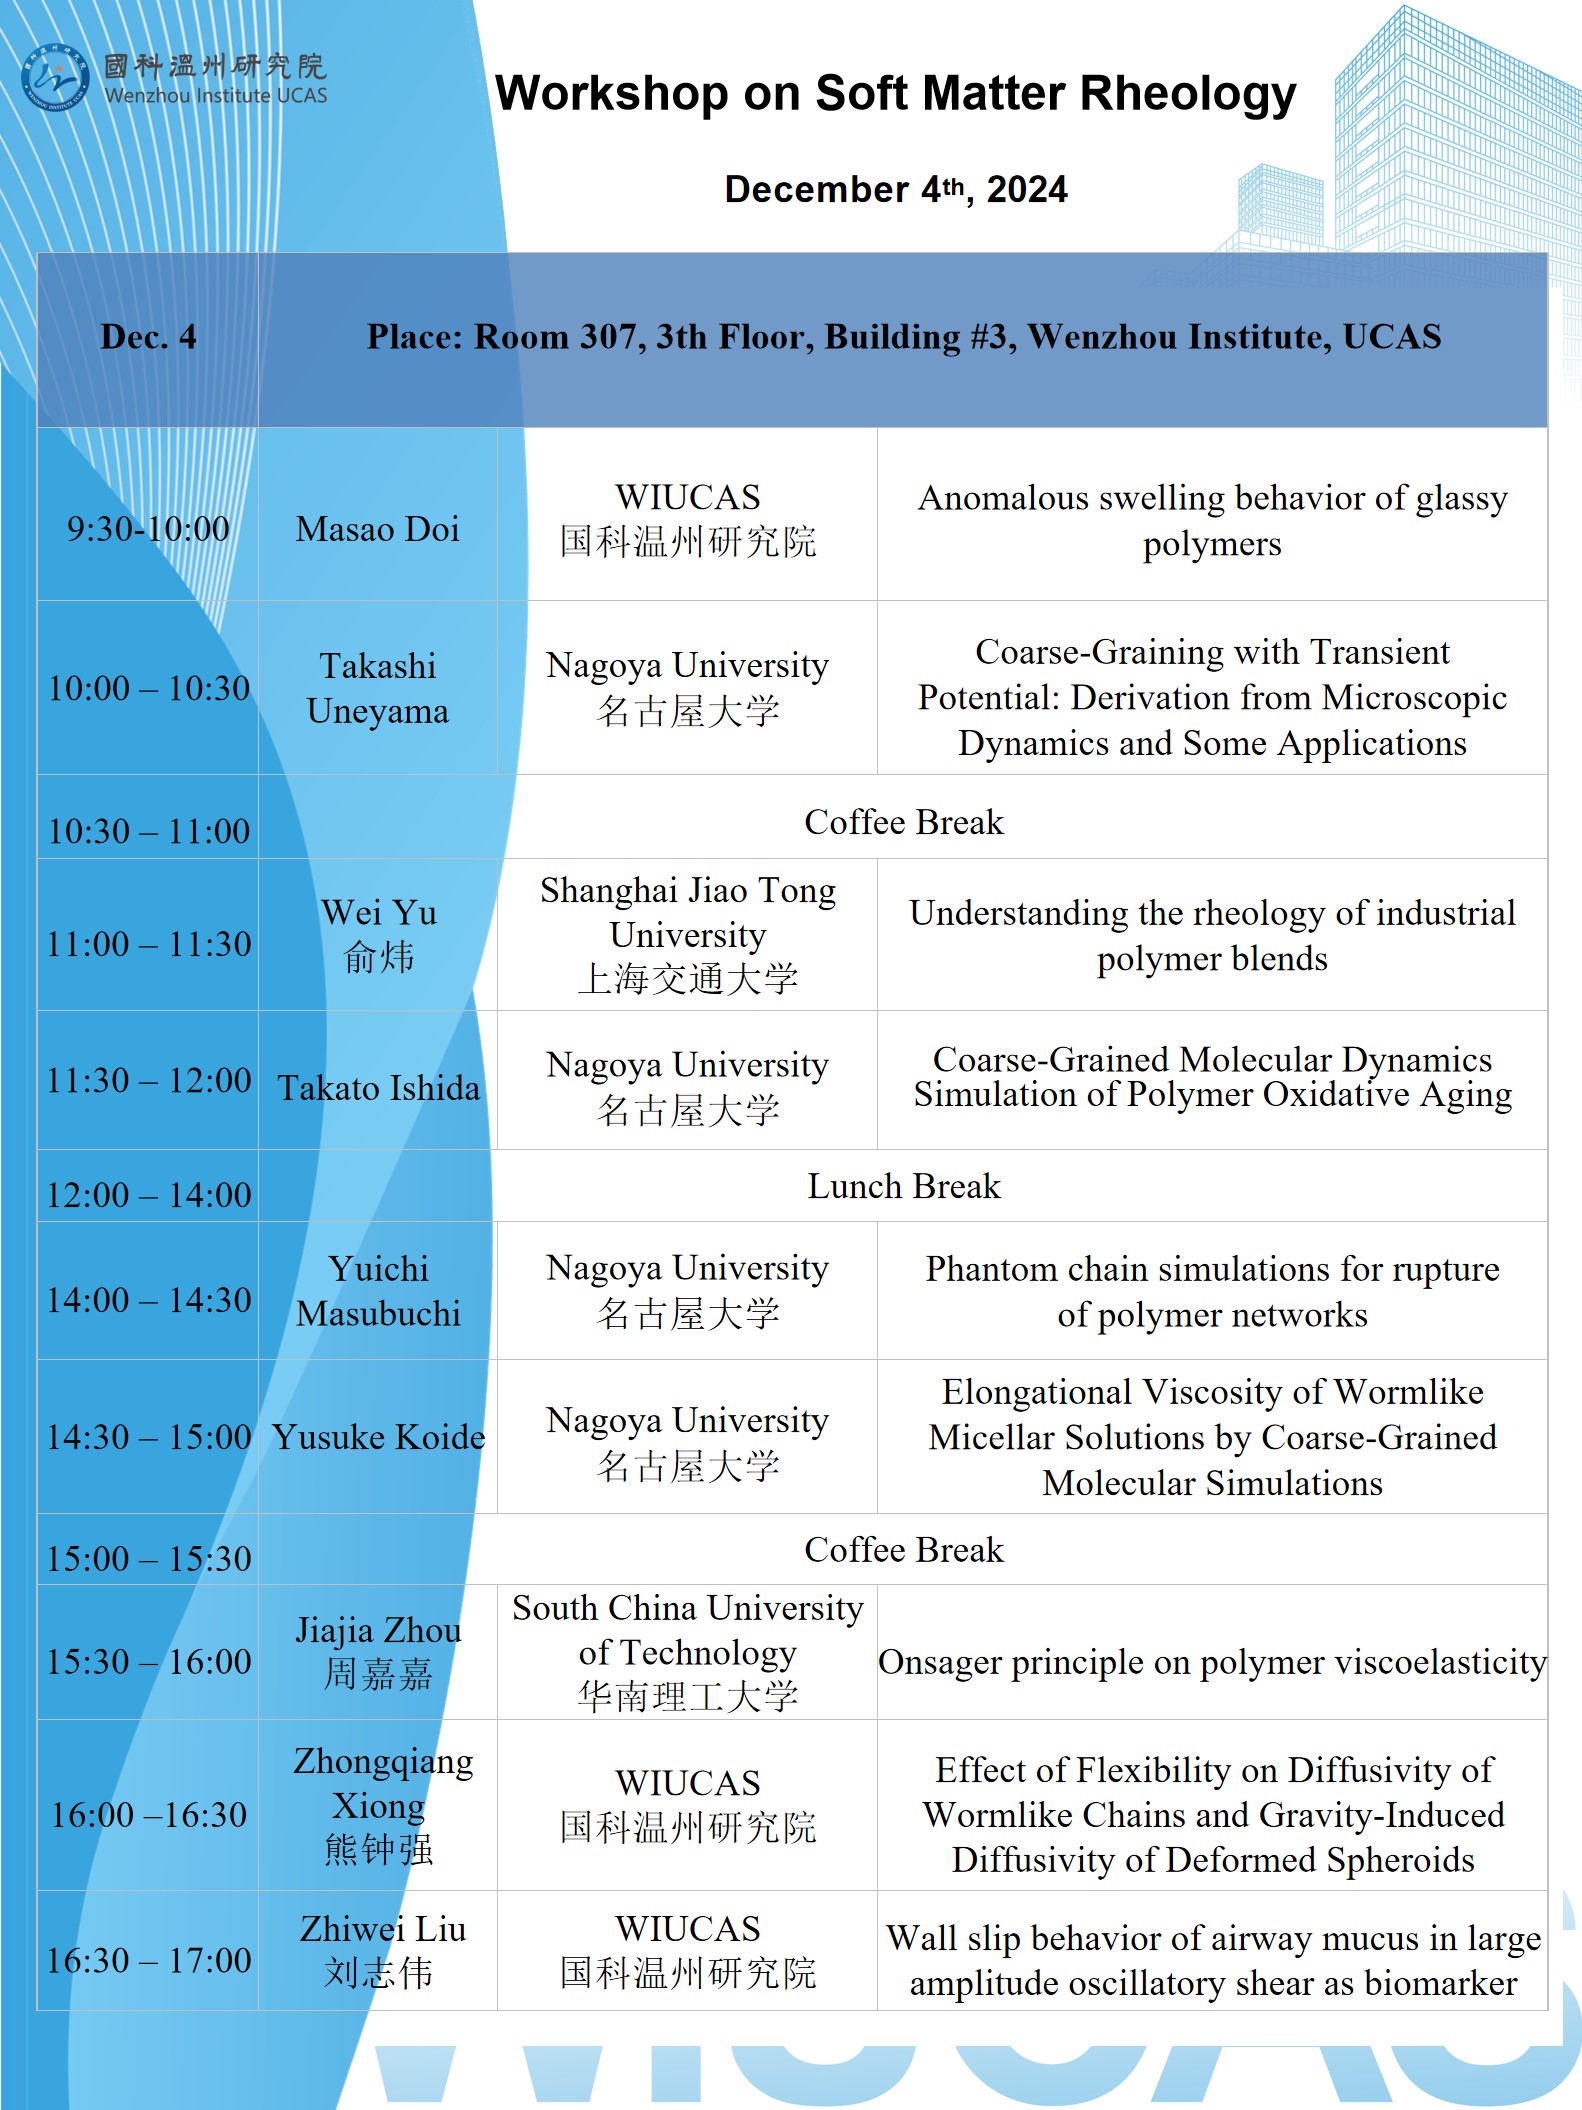 國科温州研究院
Wenzhou Institute UCAS
Workshop on Soft Matter Rheology
December 4th, 2024
Dec. 4
Place: Room 307, 3th Floor, Building #3, Wenzhou Institute, UCAS
9:30-10:00
Masao Doi
WIUCAS
国科温州研究院
Anomalous swelling behavior of glassy
polymers
10:00 – 10:30
Takashi
Uneyama
Nagoya University
名古屋大学
Coarse-Graining with Transient
Potential: Derivation from Microscopic
Dynamics and Some Applications
10:30 – 11:00
Coffee Break
11:00 – 11:30
Wei Yu
俞炜
Shanghai Jiao Tong
University
上海交通大学
Understanding the rheology of industrial
polymer blends
11:30 – 12:00
Takato Ishida
Nagoya University
名古屋大学
Coarse-Grained Molecular Dynamics
Simulation of Polymer Oxidative Aging
12:00 – 14:00
Lunch Break
14:00 – 14:30
Yuichi
Masubuchi
Nagoya University
名古屋大学
Phantom chain simulations for rupture
of polymer networks
14:30 – 15:00
Yusuke Koide
Nagoya University
名古屋大学
Elongational Viscosity of Wormlike
Micellar Solutions by Coarse-Grained
Molecular Simulations
15:00 – 15:30
Coffee Break
15:30 – 16:00
Jiajia Zhou
周嘉嘉
South China University
of Technology
华南理工大学
Onsager principle on polymer viscoelasticity
16:00 –16:30
Zhongqiang
Xiong
熊钟强
WIUCAS
国科温州研究院
Effect of Flexibility on Diffusivity of
Wormlike Chains and Gravity-Induced
Diffusivity of Deformed Spheroids
16:30 – 17:00
Zhiwei Liu
刘志伟
WIUCAS
国科温州研究院
Wall slip behavior of airway mucus in large
amplitude oscillatory shear as biomarker
WIUCAS